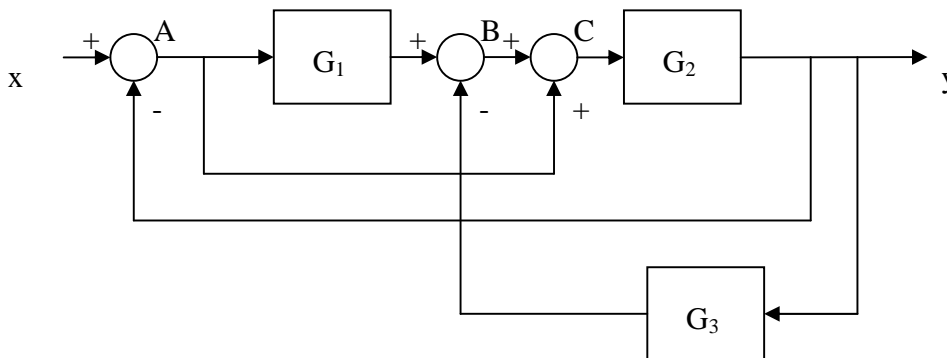 + A + B + C
G₁ G₂
x y
- - +
G₃